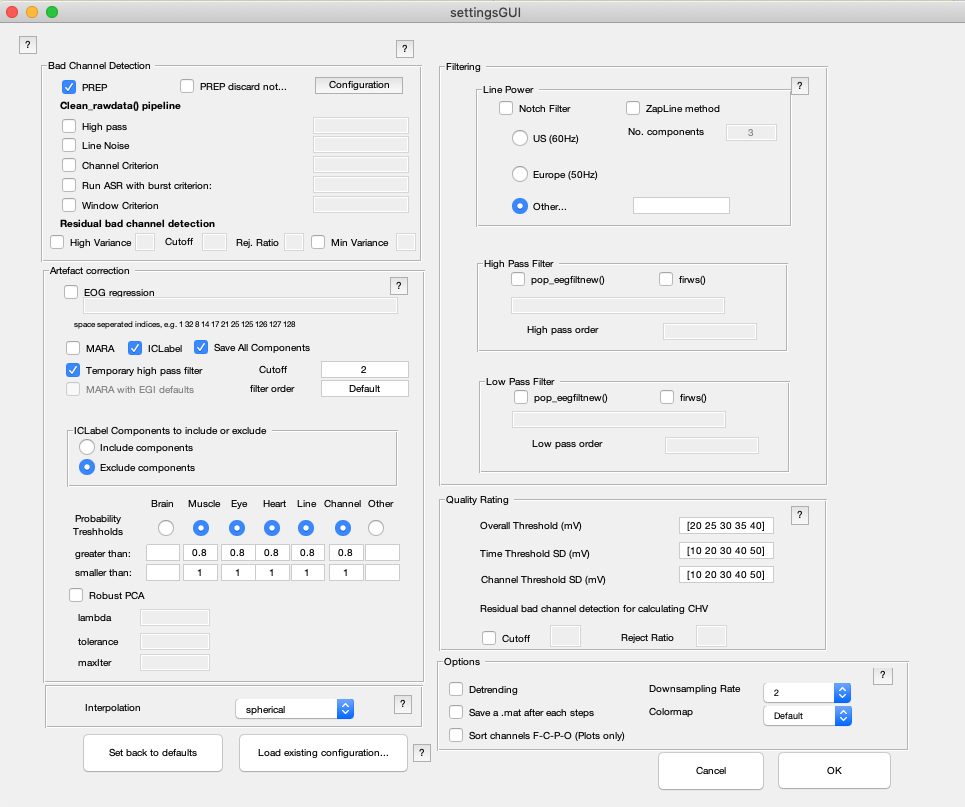 settingsGUI
?
?
Bad Channel Detection
PREP
PREP discard not...
Configuration
Clean_rawdata() pipeline
High pass
Line Noise
Channel Criterion
Run ASR with burst criterion:
Window Criterion
Residual bad channel detection
High Variance
Cutoff
Rej. Ratio
Min Variance
Artefact correction
?
EOG regression
space seperated indices, e.g. 1 32 8 14 17 21 25 125 126 127 128
MARA
ICLabel
Save All Components
Temporary high pass filter
Cutoff
2
MARA with EGI defaults
filter order
Default
ICLabel Components to include or exclude
Include components
Exclude components
Brain Muscle Eye Heart Line Channel Other
Probability
Treshholds
greater than: 0.8 0.8 0.8 0.8 0.8
smaller than: 1 1 1 1 1
Robust PCA
lambda
tolerance
maxIter
Interpolation
spherical
?
Set back to defaults
Load existing configuration...
?
Filtering
?
Line Power
Notch Filter
ZapLine method
US (60Hz)
No. components
3
Europe (50Hz)
Other...
High Pass Filter
pop_eegfiltnew()
firws()
High pass order
Low Pass Filter
pop_eegfiltnew()
firws()
Low pass order
Quality Rating
?
Overall Threshold (mV)
[20 25 30 35 40]
Time Threshold SD (mV)
[10 20 30 40 50]
Channel Threshold SD (mV)
[10 20 30 40 50]
Residual bad channel detection for calculating CHV
Cutoff
Reject Ratio
Options
?
Detrending
Downsampling Rate
2
Save a .mat after each steps
Colormap
Default
Sort channels F-C-P-O (Plots only)
Cancel
OK